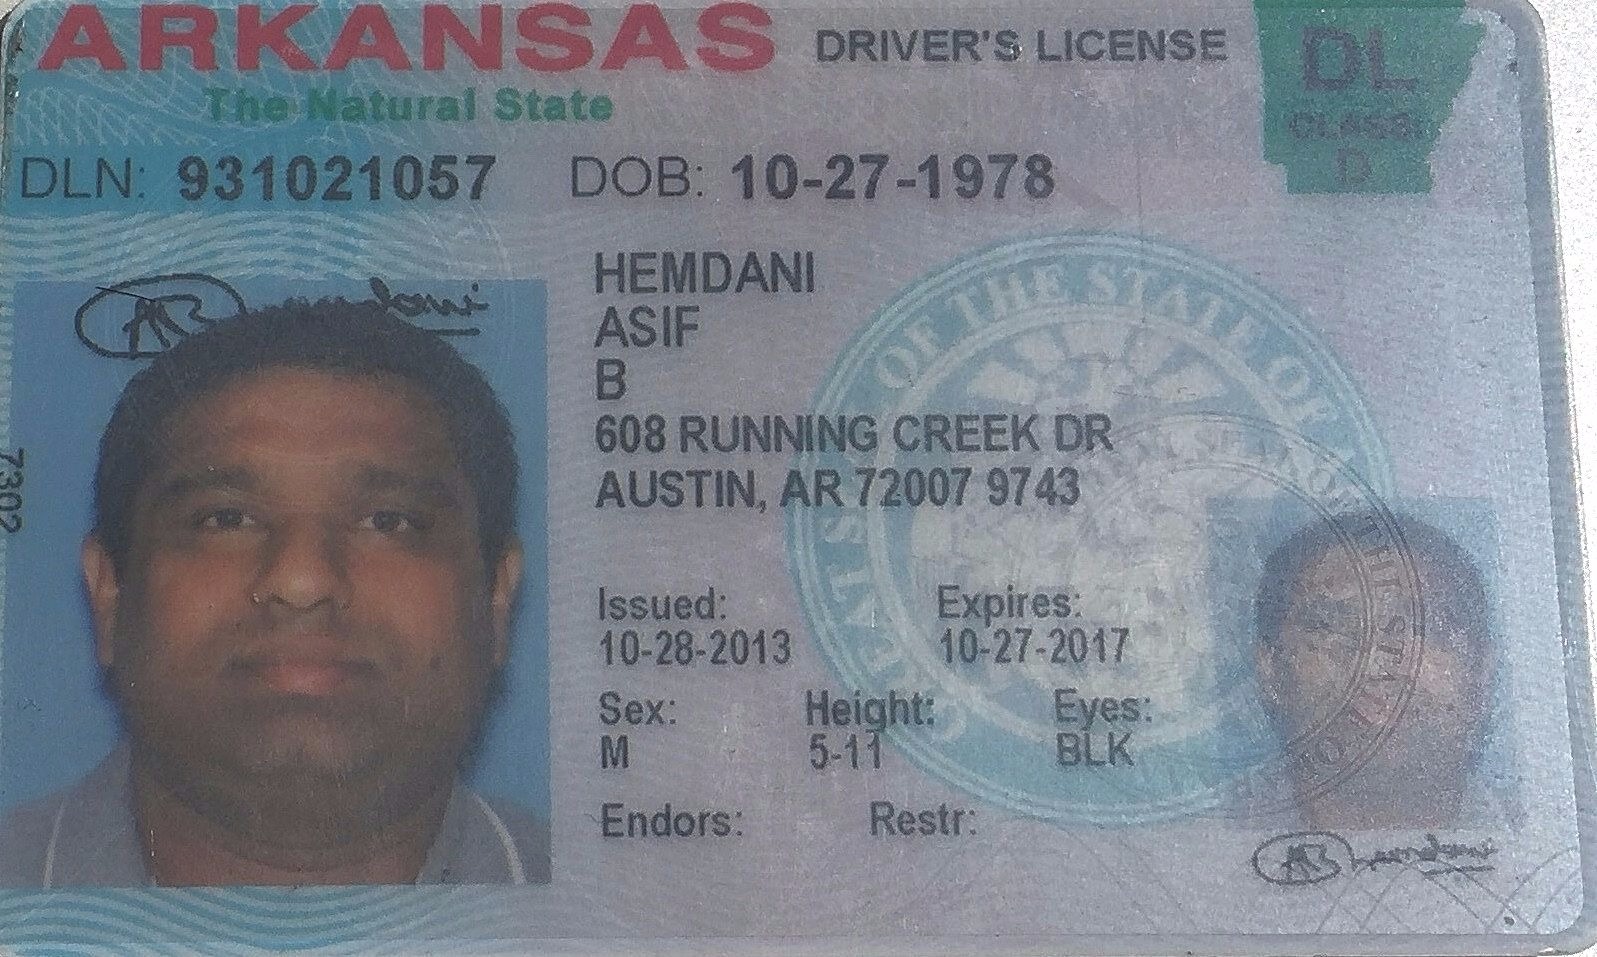 ARKANSAS DRIVER'S LICENSE
The Natural State
DL
CLASS
D
DLN: 931021057 DOB: 10-27-1978
HEMDANI
ASIF
B
608 RUNNING CREEK DR
AUSTIN, AR 72007 9743
7302
Issued: Expires:
10-28-2013 10-27-2017
Sex: Height: Eyes:
M 5-11 BLK
Endors: Restr:
OF THE STATE OF